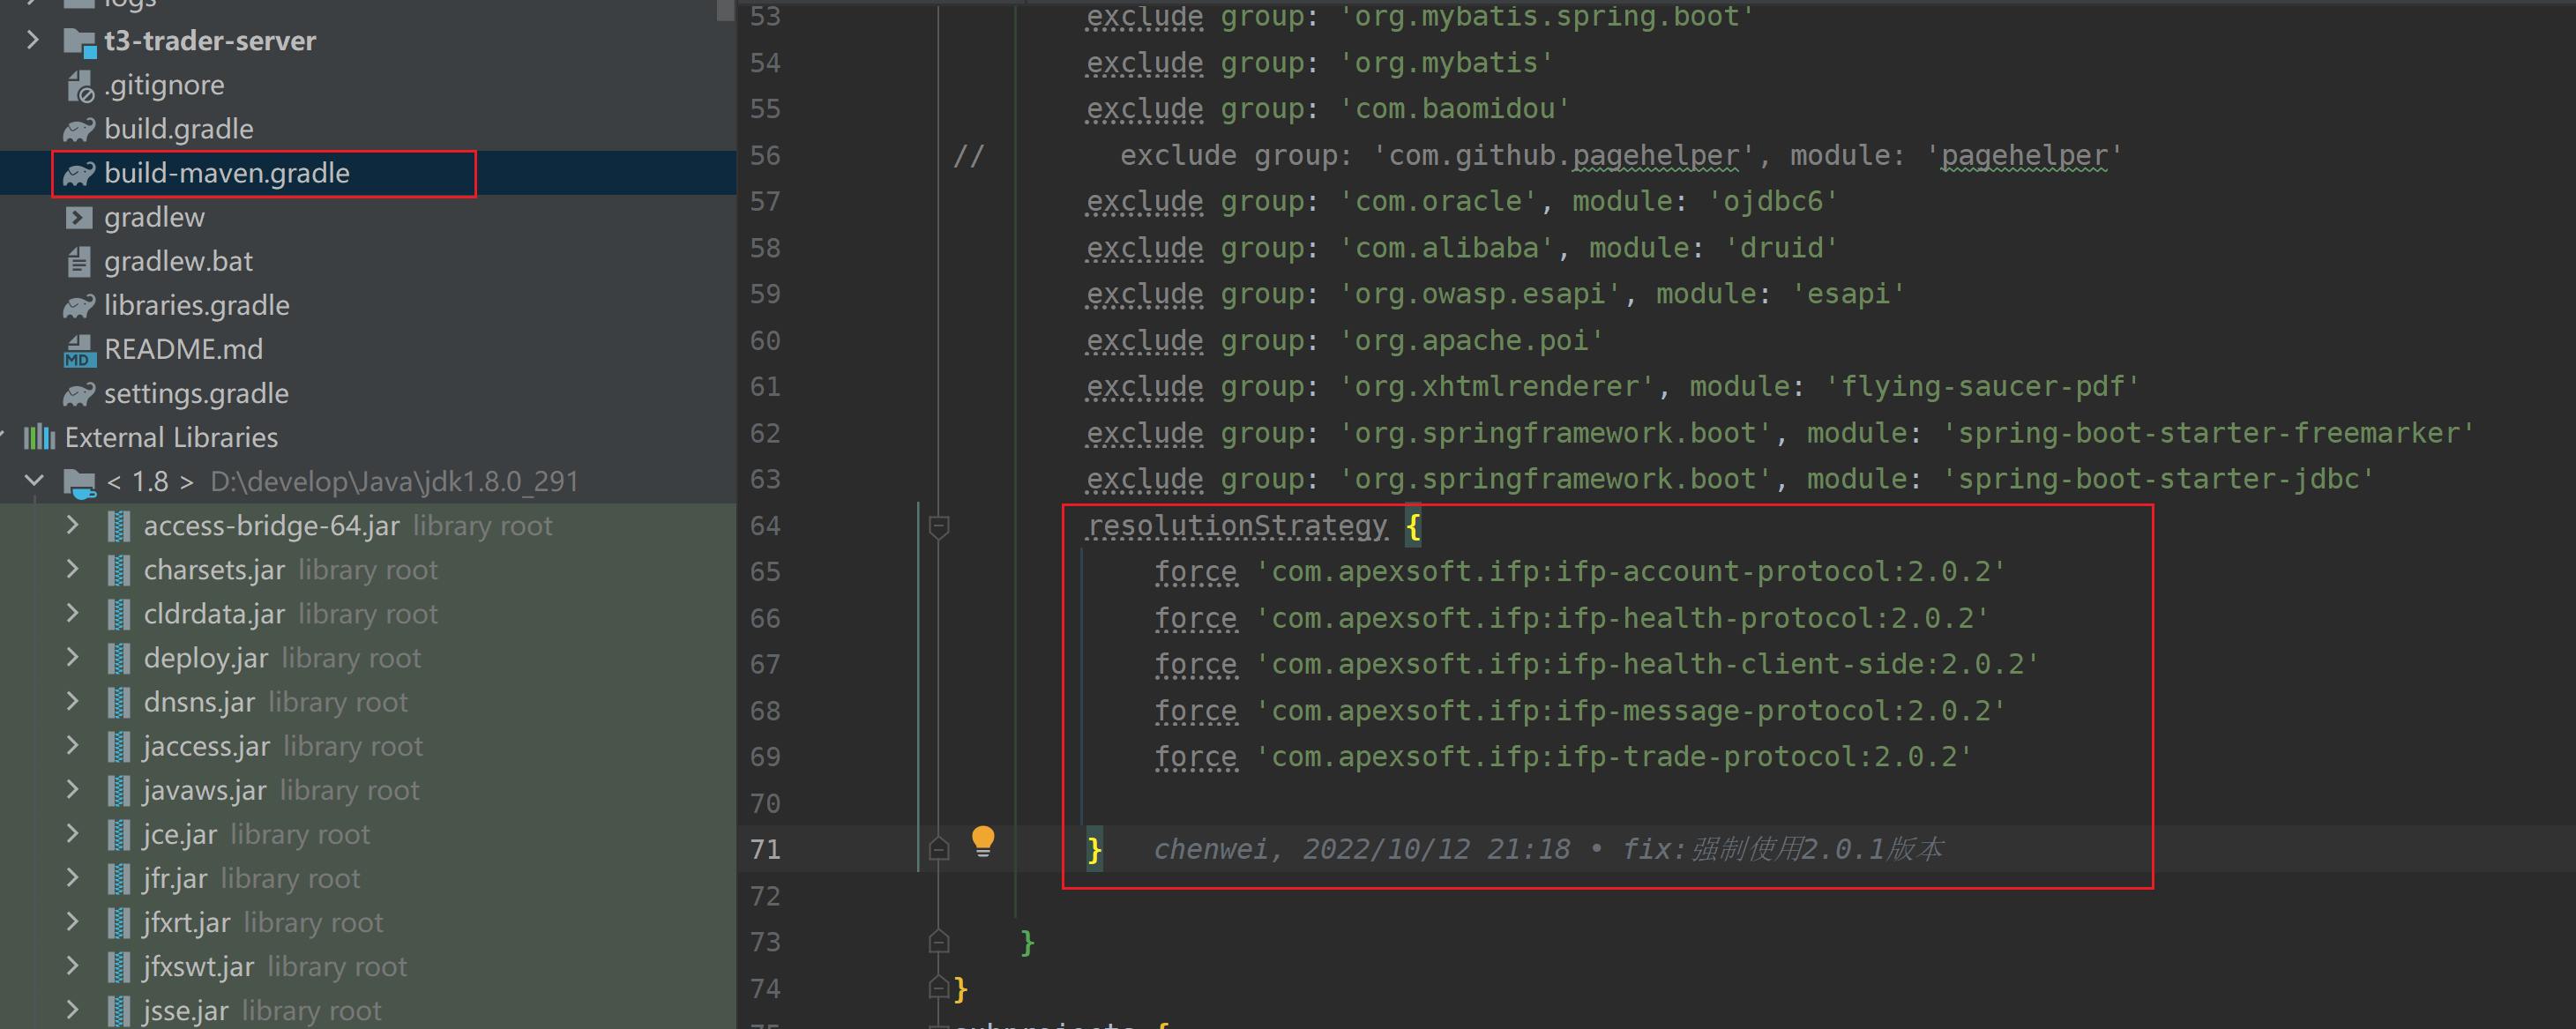 logs
t3-trader-server
.gitignore
build.gradle
build-maven.gradle
gradlew
gradlew.bat
libraries.gradle
README.md
settings.gradle
External Libraries
< 1.8 > D:\develop\Java\jdk1.8.0_291
access-bridge-64.jar library root
charsets.jar library root
cldrdata.jar library root
deploy.jar library root
dnsns.jar library root
jaccess.jar library root
javaws.jar library root
jce.jar library root
jfr.jar library root
jfxrt.jar library root
jfxswt.jar library root
jsse.jar library root
53 exclude group: 'org.mybatis.spring.boot'
54 exclude group: 'org.mybatis'
55 exclude group: 'com.baomidou'
56 // exclude group: 'com.github.pagehelper', module: 'pagehelper'
57 exclude group: 'com.oracle', module: 'ojdbc6'
58 exclude group: 'com.alibaba', module: 'druid'
59 exclude group: 'org.owasp.esapi', module: 'esapi'
60 exclude group: 'org.apache.poi'
61 exclude group: 'org.xhtmlrenderer', module: 'flying-saucer-pdf'
62 exclude group: 'org.springframework.boot', module: 'spring-boot-starter-freemarker'
63 exclude group: 'org.springframework.boot', module: 'spring-boot-starter-jdbc'
64 resolutionStrategy {
65 force 'com.apexsoft.ifp:ifp-account-protocol:2.0.2'
66 force 'com.apexsoft.ifp:ifp-health-protocol:2.0.2'
67 force 'com.apexsoft.ifp:ifp-health-client-side:2.0.2'
68 force 'com.apexsoft.ifp:ifp-message-protocol:2.0.2'
69 force 'com.apexsoft.ifp:ifp-trade-protocol:2.0.2'
70
71 } chenwei, 2022/10/12 21:18 • fix:强制使用2.0.1版本
72
73 }
74 }
75 subprojects {